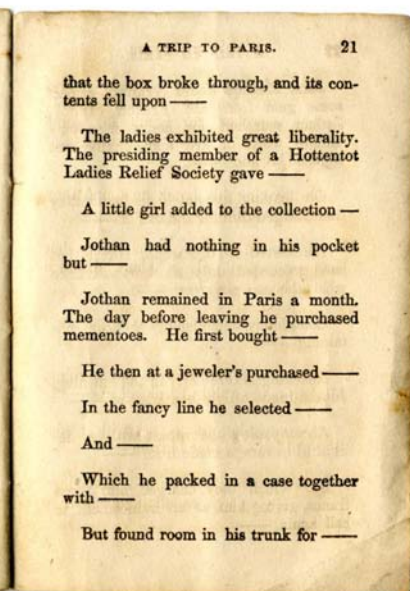 A TRIP TO PARIS. 21
that the box broke through, and its con-
tents fell upon ——
The ladies exhibited great liberality.
The presiding member of a Hottentot
Ladies Relief Society gave ——
A little girl added to the collection —
Jothan had nothing in his pocket
but ——
Jothan remained in Paris a month.
The day before leaving he purchased
mementoes. He first bought ——
He then at a jeweler's purchased ——
In the fancy line he selected ——
And ——
Which he packed in a case together
with ——
But found room in his trunk for ——